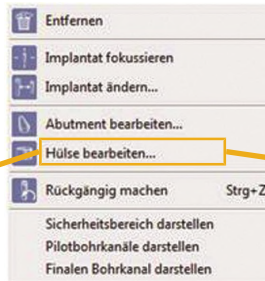 Entfernen
Implantat fokussieren
Implantat ändern...
Abutment bearbeiten...
Hülse bearbeiten...
Rückgängig machen Strg+Z
Sicherheitsbereich darstellen
Pilotbohrkanäle darstellen
Finalen Bohrkanal darstellen